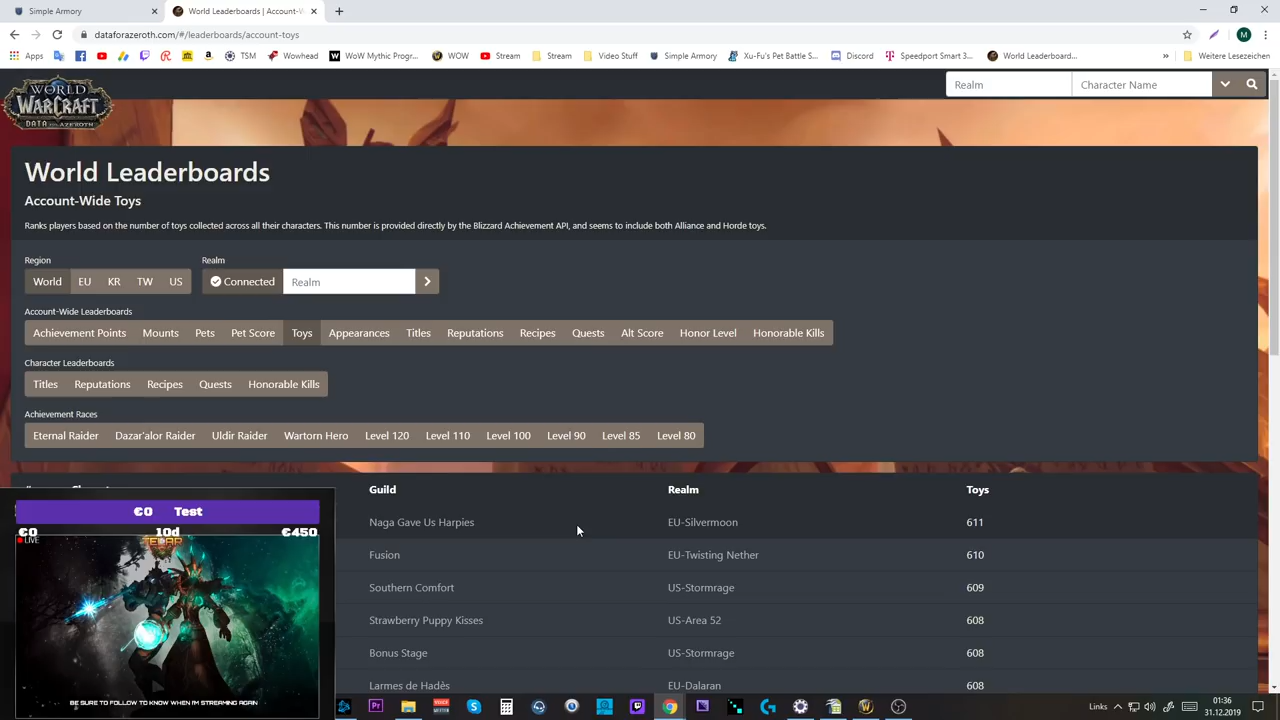 Simple Armory
World Leaderboards | Account-W
dataforazeroth.com/#/leaderboards/account-toys
M
Apps
TSM
Wowhead
WoW Mythic Progress...
WOW
Stream
Stream
Video Stuff
Simple Armory
Xu-Fu's Pet Battle S...
Discord
Speedport Smart 3...
World Leaderboard...
»
Weitere Lesezeichen
WORLD
WARCRAFT
DATA FOR AZEROTH
Realm
Character Name
World Leaderboards
Account-Wide Toys
Ranks players based on the number of toys collected across all their characters. This number is provided directly by the Blizzard Achievement API, and seems to include both Alliance and Horde toys.
Region
Realm
World EU KR TW US
Connected
Realm
Account-Wide Leaderboards
Achievement Points Mounts Pets Pet Score Toys Appearances Titles Reputations Recipes Quests Alt Score Honor Level Honorable Kills
Character Leaderboards
Titles Reputations Recipes Quests Honorable Kills
Achievement Races
Eternal Raider Dazar'alor Raider Uldir Raider Wartorn Hero Level 120 Level 110 Level 100 Level 90 Level 85 Level 80
Guild Realm Toys
Naga Gave Us Harpies EU-Silvermoon 611
Fusion EU-Twisting Nether 610
Southern Comfort US-Stormrage 609
Strawberry Puppy Kisses US-Area 52 608
Bonus Stage US-Stormrage 608
Larmes de Hadès EU-Dalaran 608
€0 Test
€0 10d €450
LIVE
BE SURE TO FOLLOW TO KNOW WHEN I'M STREAMING AGAIN
Links
01:36
31.12.2019